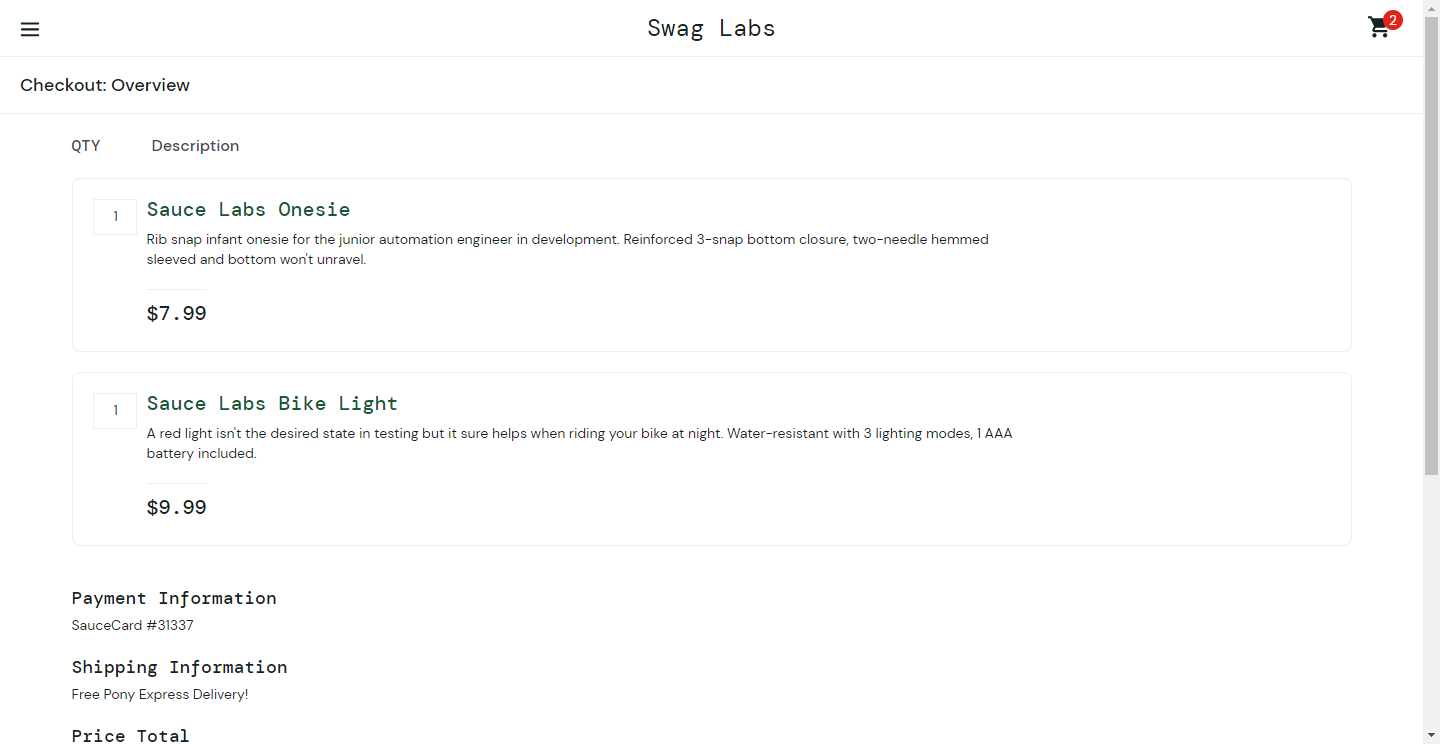 Swag Labs
2
Checkout: Overview
QTY Description
1
Sauce Labs Onesie
Rib snap infant onesie for the junior automation engineer in development. Reinforced 3-snap bottom closure, two-needle hemmed
sleeved and bottom won't unravel.
$7.99
1
Sauce Labs Bike Light
A red light isn't the desired state in testing but it sure helps when riding your bike at night. Water-resistant with 3 lighting modes, 1 AAA
battery included.
$9.99
Payment Information
SauceCard #31337
Shipping Information
Free Pony Express Delivery!
Price Total